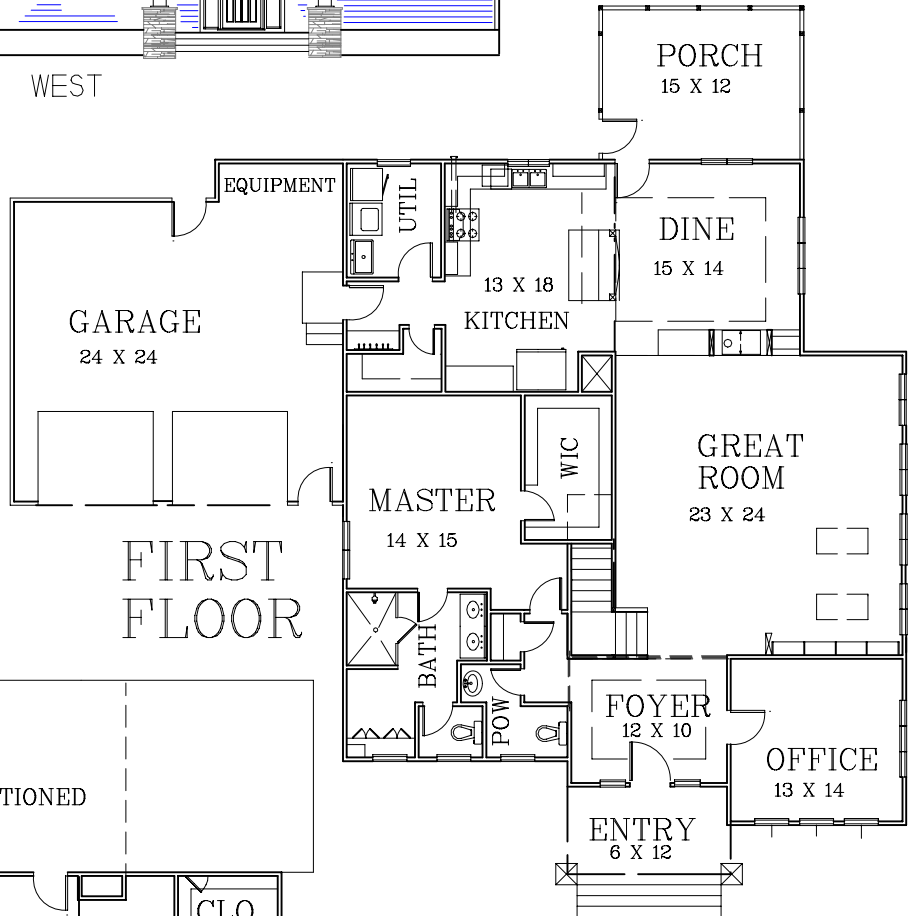 WEST
PORCH
15 X 12
EQUIPMENT
UTIL
DINE
15 X 14
13 X 18
KITCHEN
GARAGE
24 X 24
GREAT
ROOM
23 X 24
WIC
MASTER
14 X 15
FIRST
FLOOR
BATH
POW
FOYER
12 X 10
OFFICE
13 X 14
TIONED
ENTRY
6 X 12
CLO